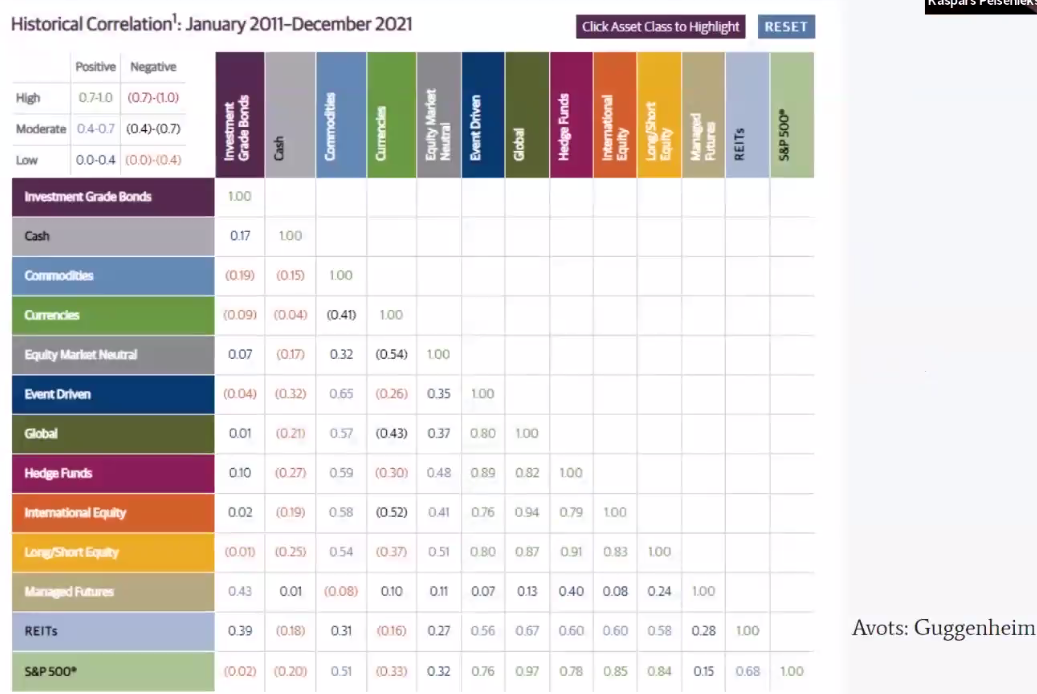 Kaspars Peisenieks
Historical Correlation¹: January 2011–December 2021
Click Asset Class to Highlight
RESET
Positive Negative
High 0.7-1.0 (0.7)-(1.0)
Moderate 0.4-0.7 (0.4)-(0.7)
Low 0.0-0.4 (0.0)-(0.4)
Investment Grade Bonds
Cash
Commodities
Currencies
Equity Market Neutral
Event Driven
Global
Hedge Funds
International Equity
Long/Short Equity
Managed Futures
REITs
S&P 500*
Investment Grade Bonds 1.00
Cash 0.17 1.00
Commodities (0.19) (0.15) 1.00
Currencies (0.09) (0.04) (0.41) 1.00
Equity Market Neutral 0.07 (0.17) 0.32 (0.54) 1.00
Event Driven (0.04) (0.32) 0.65 (0.26) 0.35 1.00
Global 0.01 (0.21) 0.57 (0.43) 0.37 0.80 1.00
Hedge Funds 0.10 (0.27) 0.59 (0.30) 0.48 0.89 0.82 1.00
International Equity 0.02 (0.19) 0.58 (0.52) 0.41 0.76 0.94 0.79 1.00
Long/Short Equity (0.01) (0.25) 0.54 (0.37) 0.51 0.80 0.87 0.91 0.83 1.00
Managed Futures 0.43 0.01 (0.08) 0.10 0.11 0.07 0.13 0.40 0.08 0.24 1.00
REITs 0.39 (0.18) 0.31 (0.16) 0.27 0.56 0.67 0.60 0.60 0.58 0.28 1.00
S&P 500* (0.02) (0.20) 0.51 (0.33) 0.32 0.76 0.97 0.78 0.85 0.84 0.15 0.68 1.00
Avots: Guggenheim